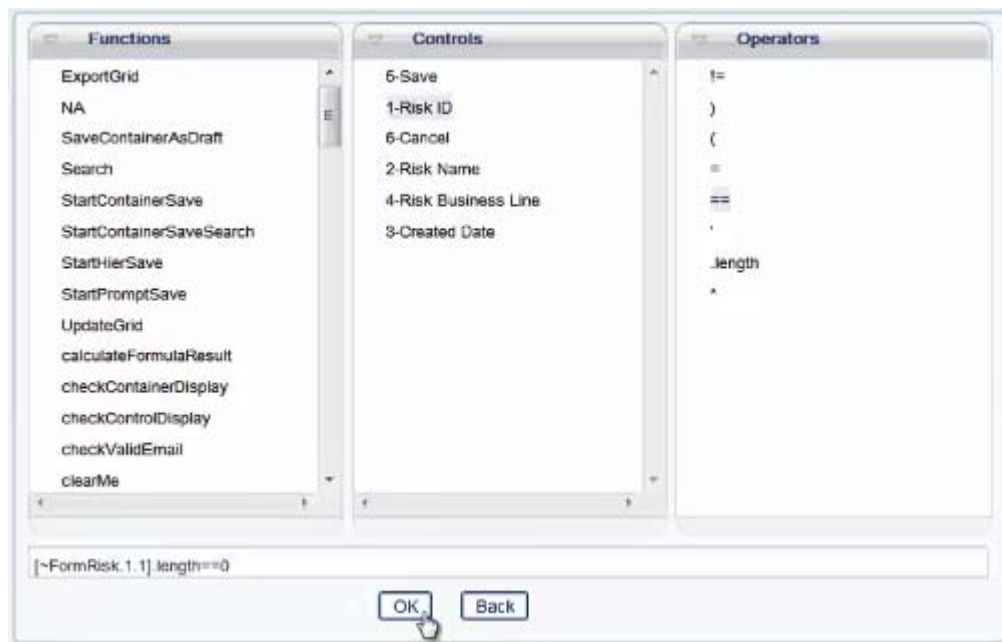 Functions
ExportGrid
NA
SaveContainerAsDraft
Search
StartContainerSave
StartContainerSaveSearch
StartHierSave
StartPromptSave
UpdateGrid
calculateFormulaResult
checkContainerDisplay
checkControlDisplay
checkValidEmail
clearMe
Controls
5-Save
1-Risk ID
6-Cancel
2-Risk Name
4-Risk Business Line
3-Created Date
Operators
!=
)
(
=
==
'
.length
*
[~FormRisk.1.1].length==0
OK
Back